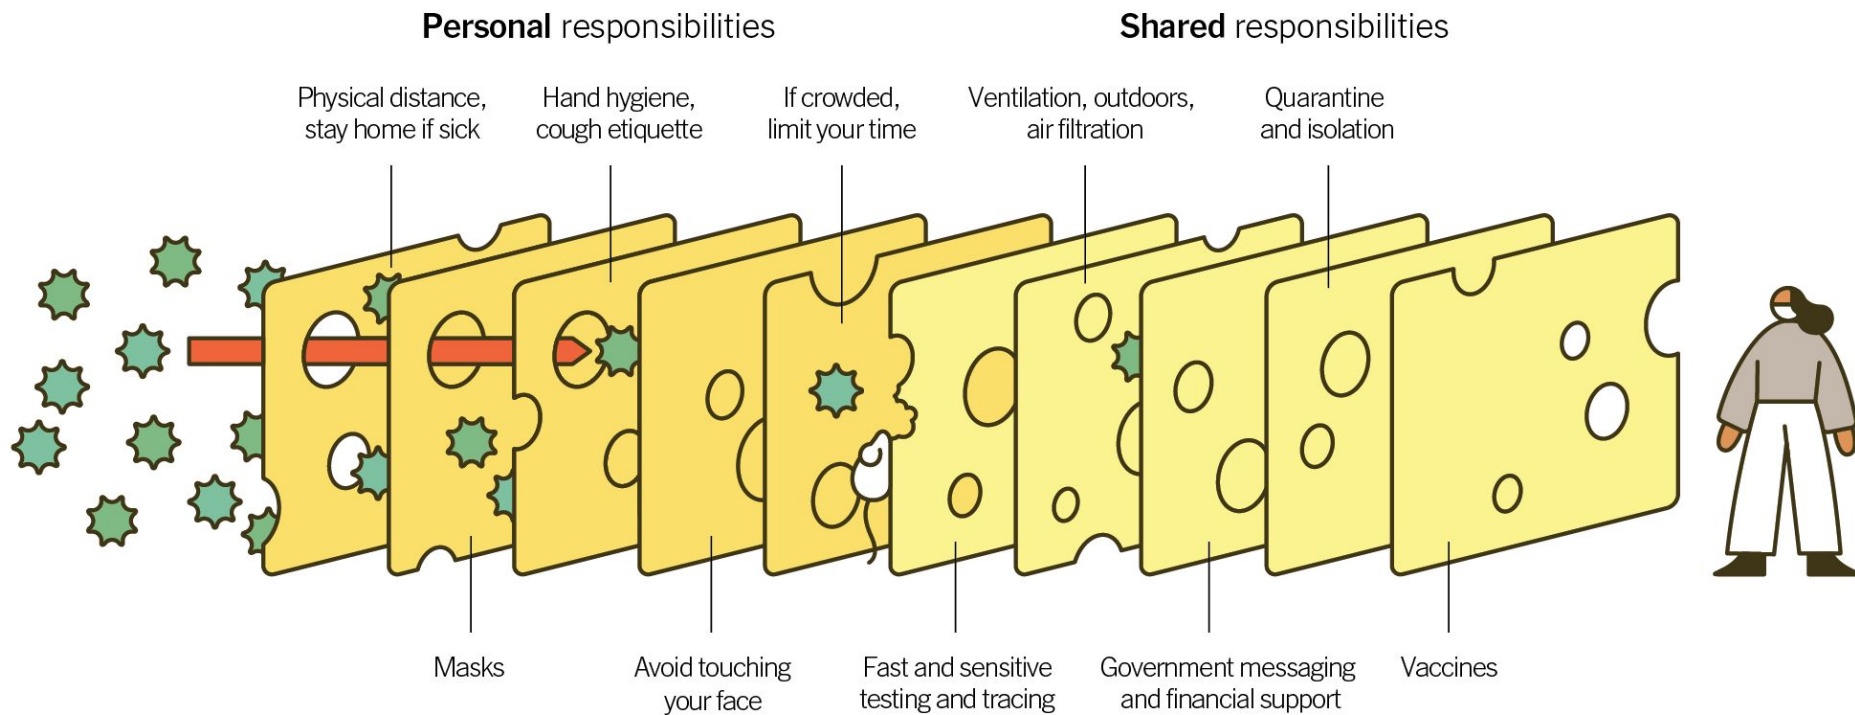 Personal responsibilities
Shared responsibilities
Physical distance,
stay home if sick
Hand hygiene,
cough etiquette
If crowded,
limit your time
Ventilation, outdoors,
air filtration
Quarantine
and isolation
Masks
Avoid touching
your face
Fast and sensitive
testing and tracing
Government messaging
and financial support
Vaccines